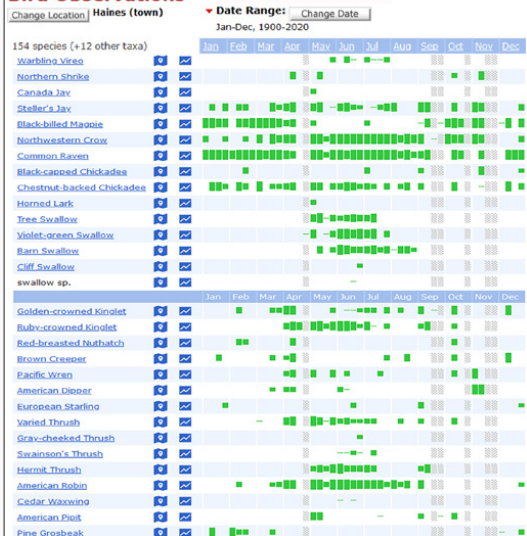 Bird Observations
Change Location Haines (town)
Date Range: Change Date
Jan-Dec, 1900-2020
154 species (+12 other taxa)
Jan Feb Mar Apr May Jun Jul Aug Sep Oct Nov Dec
Warbling Vireo
Northern Shrike
Canada Jay
Steller's Jay
Black-billed Magpie
Northwestern Crow
Common Raven
Black-capped Chickadee
Chestnut-backed Chickadee
Horned Lark
Tree Swallow
Violet-green Swallow
Barn Swallow
Cliff Swallow
swallow sp.
Jan Feb Mar Apr May Jun Jul Aug Sep Oct Nov Dec
Golden-crowned Kinglet
Ruby-crowned Kinglet
Red-breasted Nuthatch
Brown Creeper
Pacific Wren
American Dipper
European Starling
Varied Thrush
Gray-cheeked Thrush
Swainson's Thrush
Hermit Thrush
American Robin
Cedar Waxwing
American Pipit
Pine Grosbeak